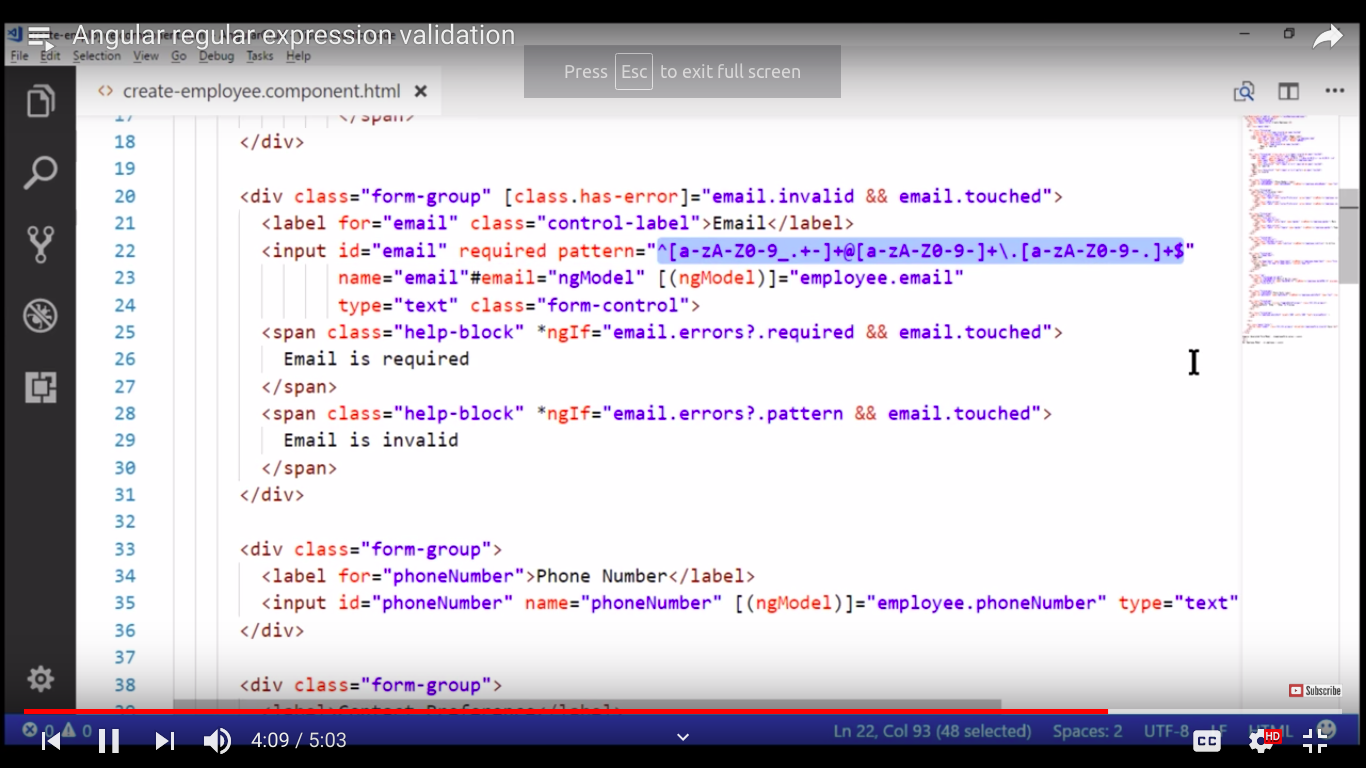 Angular regular expression validation
File Edit Selection View Go Debug Tasks Help
Press Esc to exit full screen
create-employee.component.html
17 </span>
18 </div>
19
20 <div class="form-group" [class.has-error]="email.invalid && email.touched">
21 <label for="email" class="control-label">Email</label>
22 <input id="email" required pattern="^[a-zA-Z0-9_.+-]+@[a-zA-Z0-9-]+\.[a-zA-Z0-9-.]+$"
23 name="email"#email="ngModel" [(ngModel)]="employee.email"
24 type="text" class="form-control">
25 <span class="help-block" *ngIf="email.errors?.required && email.touched">
26 Email is required
27 </span>
28 <span class="help-block" *ngIf="email.errors?.pattern && email.touched">
29 Email is invalid
30 </span>
31 </div>
32
33 <div class="form-group">
34 <label for="phoneNumber">Phone Number</label>
35 <input id="phoneNumber" name="phoneNumber" [(ngModel)]="employee.phoneNumber" type="text"
36 </div>
37
38 <div class="form-group">
39 <label>Contact Preference</label>
Subscribe
0 0 Ln 22, Col 93 (48 selected) Spaces: 2 UTF-8 LF HTML
4:09 / 5:03 CC HD